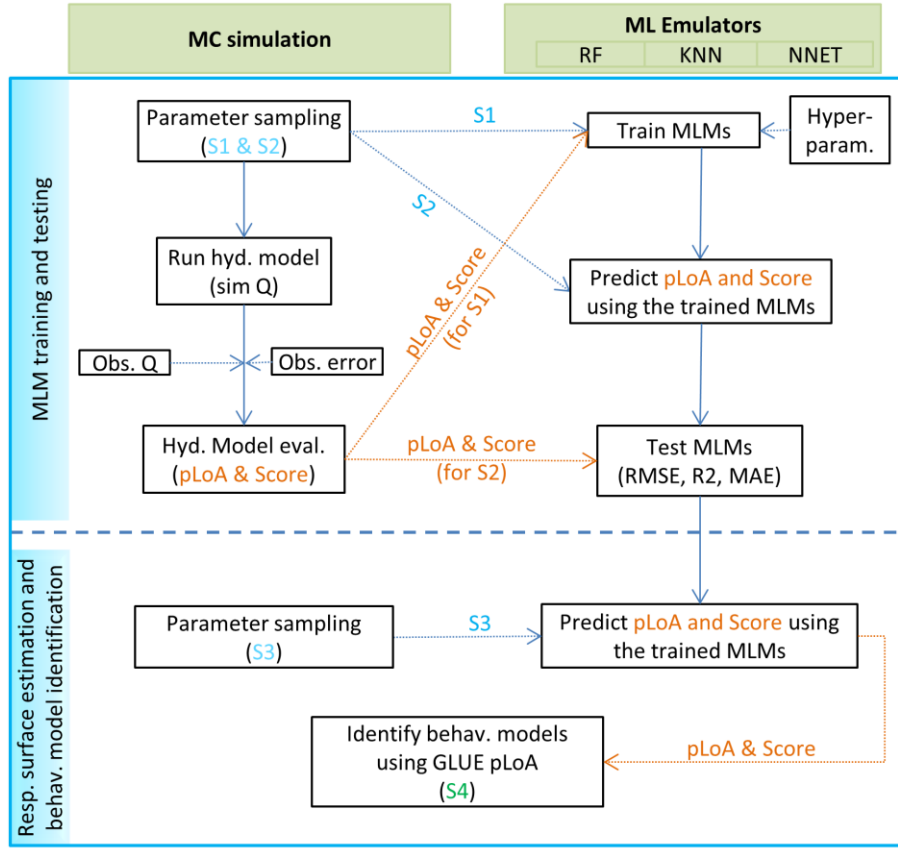 MC simulation
ML Emulators
RF
KNN
NNET
MLM training and testing
Parameter sampling
(S1 & S2)
S1
Train MLMs
Hyper-
param.
S2
Run hyd. model
(sim Q)
pLoA & Score
(for S1)
Predict pLoA and Score
using the trained MLMs
Obs. Q
Obs. error
Hyd. Model eval.
(pLoA & Score)
pLoA & Score
(for S2)
Test MLMs
(RMSE, R2, MAE)
Resp. surface estimation and
behav. model identification
Parameter sampling
(S3)
S3
Predict pLoA and Score using
the trained MLMs
Identify behav. models
using GLUE pLoA
(S4)
pLoA & Score